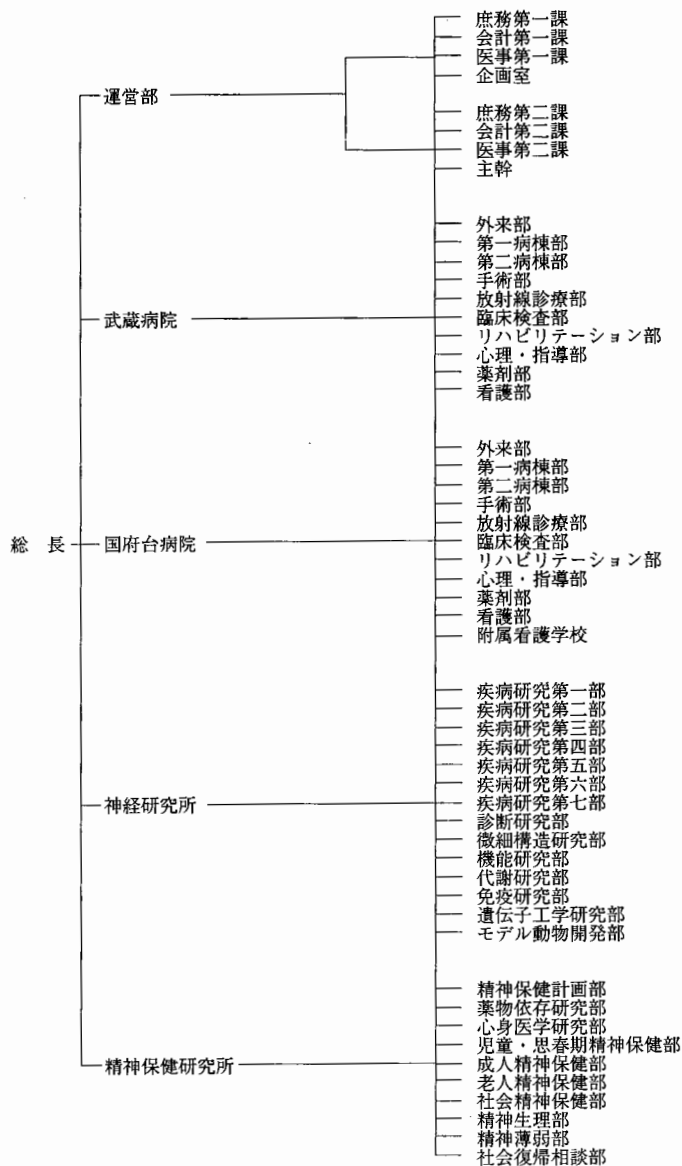 総長
運営部
庶務第一課
会計第一課
医事第一課
企画室
庶務第二課
会計第二課
医事第二課
主幹
武蔵病院
外来部
第一病棟部
第二病棟部
手術部
放射線診療部
臨床検査部
リハビリテーション部
心理・指導部
薬剤部
看護部
国府台病院
外来部
第一病棟部
第二病棟部
手術部
放射線診療部
臨床検査部
リハビリテーション部
心理・指導部
薬剤部
看護部
附属看護学校
神経研究所
疾病研究第一部
疾病研究第二部
疾病研究第三部
疾病研究第四部
疾病研究第五部
疾病研究第六部
疾病研究第七部
診断研究部
微細構造研究部
機能研究部
代謝研究部
免疫研究部
遺伝子工学研究部
モデル動物開発部
精神保健研究所
精神保健計画部
薬物依存研究部
心身医学研究部
児童・思春期精神保健部
成人精神保健部
老人精神保健部
社会精神保健部
精神生理部
精神薄弱部
社会復帰相談部